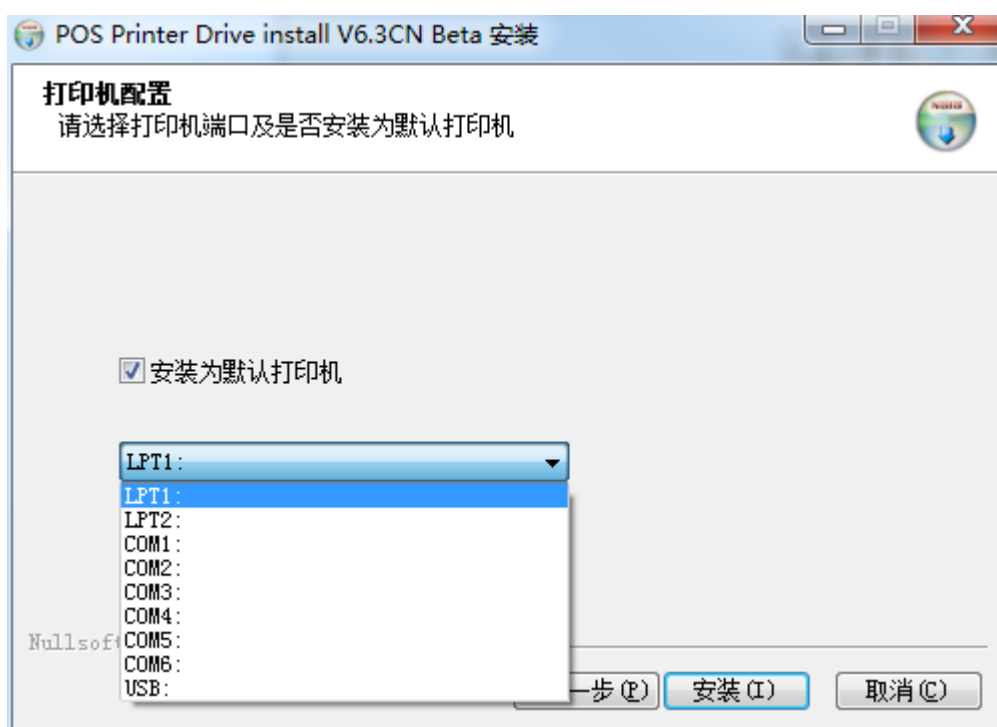 POS Printer Drive install V6.3CN Beta 安装
打印机配置
请选择打印机端口及是否安装为默认打印机
安装为默认打印机
LPT1:
LPT1:
LPT2:
COM1:
COM2:
COM3:
COM4:
COM5:
COM6:
USB:
Nullsoft
一步(P)
安装(I)
取消(C)